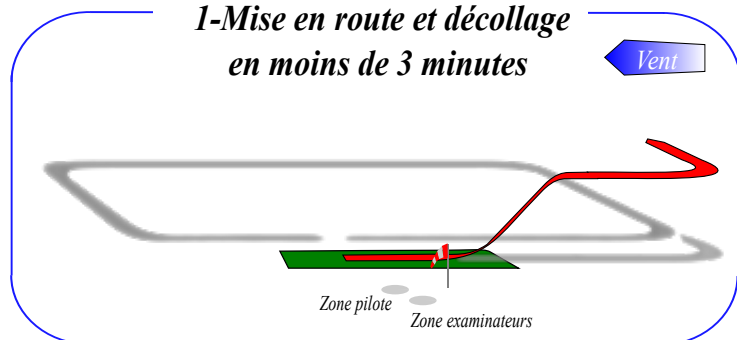 1-Mise en route et décollage
en moins de 3 minutes
Vent
Zone pilote
Zone examinateurs